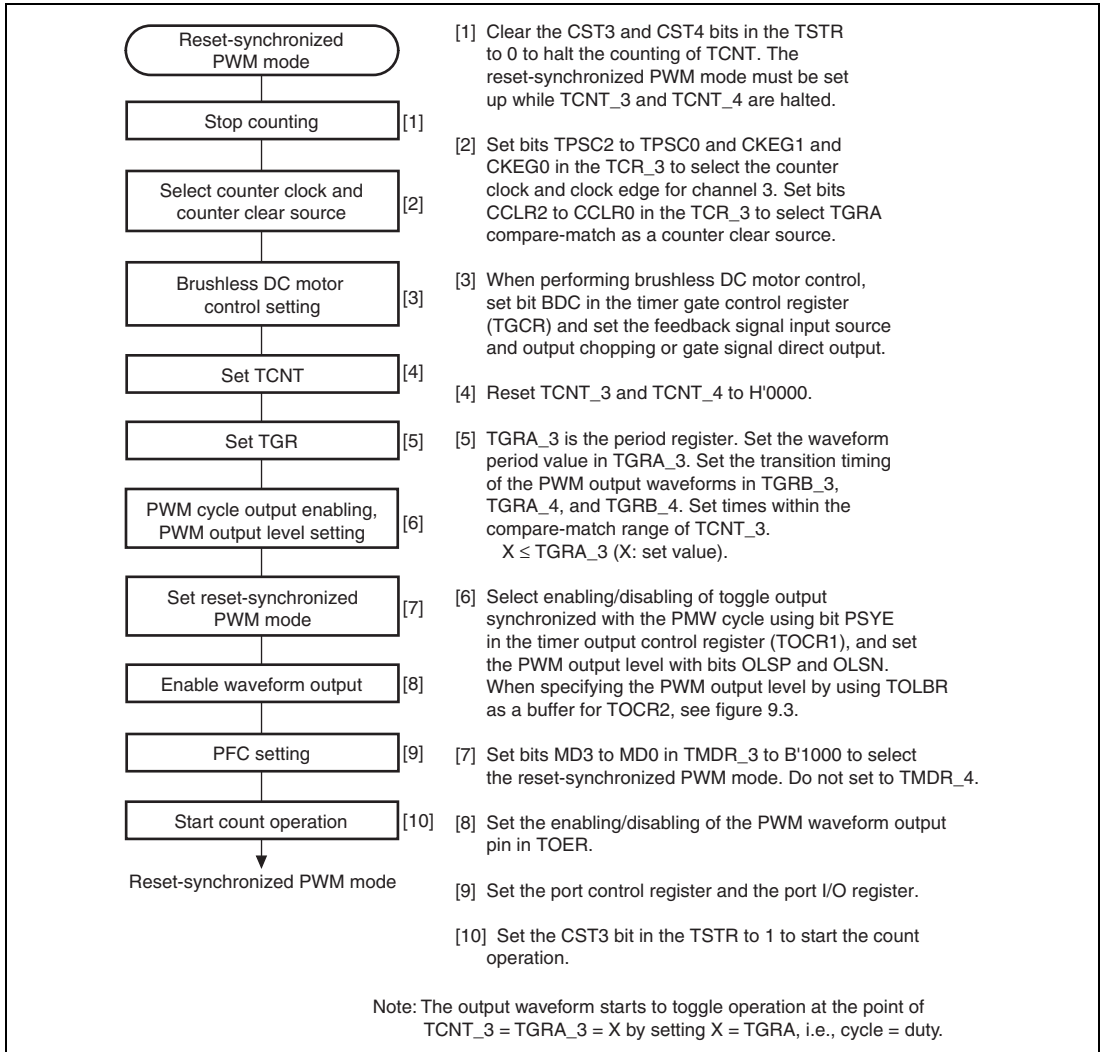 Reset-synchronized
PWM mode
Stop counting
[1]
Select counter clock and
counter clear source
[2]
Brushless DC motor
control setting
[3]
Set TCNT
[4]
Set TGR
[5]
PWM cycle output enabling,
PWM output level setting
[6]
Set reset-synchronized
PWM mode
[7]
Enable waveform output
[8]
PFC setting
[9]
Start count operation
[10]
Reset-synchronized PWM mode
[1] Clear the CST3 and CST4 bits in the TSTR
to 0 to halt the counting of TCNT. The
reset-synchronized PWM mode must be set
up while TCNT_3 and TCNT_4 are halted.
[2] Set bits TPSC2 to TPSC0 and CKEG1 and
CKEG0 in the TCR_3 to select the counter
clock and clock edge for channel 3. Set bits
CCLR2 to CCLR0 in the TCR_3 to select TGRA
compare-match as a counter clear source.
[3] When performing brushless DC motor control,
set bit BDC in the timer gate control register
(TGCR) and set the feedback signal input source
and output chopping or gate signal direct output.
[4] Reset TCNT_3 and TCNT_4 to H'0000.
[5] TGRA_3 is the period register. Set the waveform
period value in TGRA_3. Set the transition timing
of the PWM output waveforms in TGRB_3,
TGRA_4, and TGRB_4. Set times within the
compare-match range of TCNT_3.
X ≤ TGRA_3 (X: set value).
[6] Select enabling/disabling of toggle output
synchronized with the PMW cycle using bit PSYE
in the timer output control register (TOCR1), and set
the PWM output level with bits OLSP and OLSN.
When specifying the PWM output level by using TOLBR
as a buffer for TOCR2, see figure 9.3.
[7] Set bits MD3 to MD0 in TMDR_3 to B'1000 to select
the reset-synchronized PWM mode. Do not set to TMDR_4.
[8] Set the enabling/disabling of the PWM waveform output
pin in TOER.
[9] Set the port control register and the port I/O register.
[10] Set the CST3 bit in the TSTR to 1 to start the count
operation.
Note: The output waveform starts to toggle operation at the point of
TCNT_3 = TGRA_3 = X by setting X = TGRA, i.e., cycle = duty.